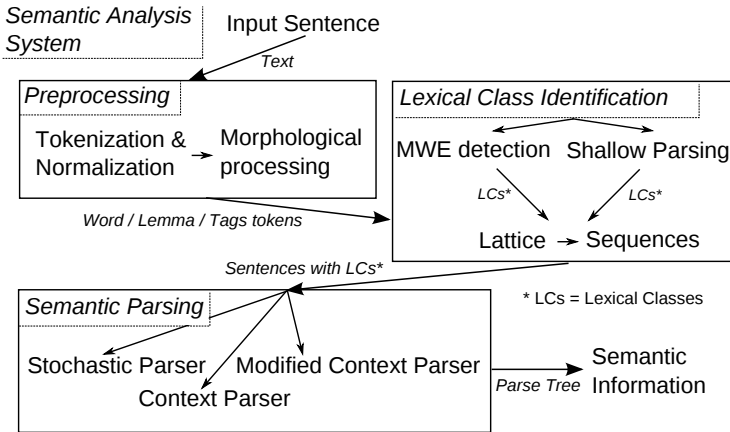 Semantic Analysis
System
Input Sentence
Text
Preprocessing
Tokenization &
Normalization
Morphological
processing
Word / Lemma / Tags tokens
Lexical Class Identification
MWE detection
Shallow Parsing
LCs*
LCs*
Lattice
Sequences
Sentences with LCs*
* LCs = Lexical Classes
Semantic Parsing
Stochastic Parser
Modified Context Parser
Context Parser
Parse Tree
Semantic
Information